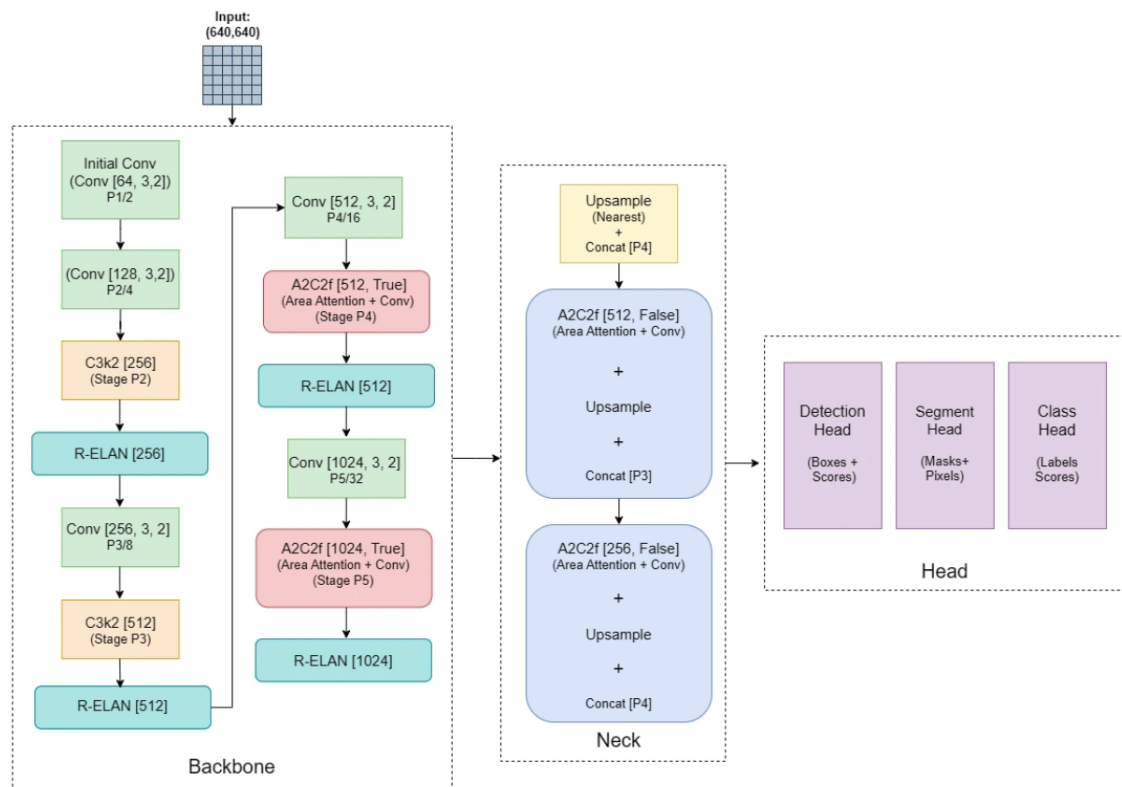 Input:
(640,640)
Initial Conv
(Conv [64, 3,2])
P1/2
(Conv [128, 3,2])
P2/4
C3k2 [256]
(Stage P2)
R-ELAN [256]
Conv [256, 3, 2]
P3/8
C3k2 [512]
(Stage P3)
R-ELAN [512]
Conv [512, 3, 2]
P4/16
A2C2f [512, True]
(Area Attention + Conv)
(Stage P4)
R-ELAN [512]
Conv [1024, 3, 2]
P5/32
A2C2f [1024, True]
(Area Attention + Conv)
(Stage P5)
R-ELAN [1024]
Backbone
Upsample
(Nearest)
+
Concat [P4]
A2C2f [512, False]
(Area Attention + Conv)
+
Upsample
+
Concat [P3]
A2C2f [256, False]
(Area Attention + Conv)
+
Upsample
+
Concat [P4]
Neck
Detection
Head
(Boxes +
Scores)
Segment
Head
(Masks+
Pixels)
Class
Head
(Labels
Scores)
Head